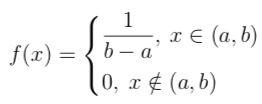 f(x) = { 1/(b − a), x ∈ (a, b)
0, x ∉ (a, b)